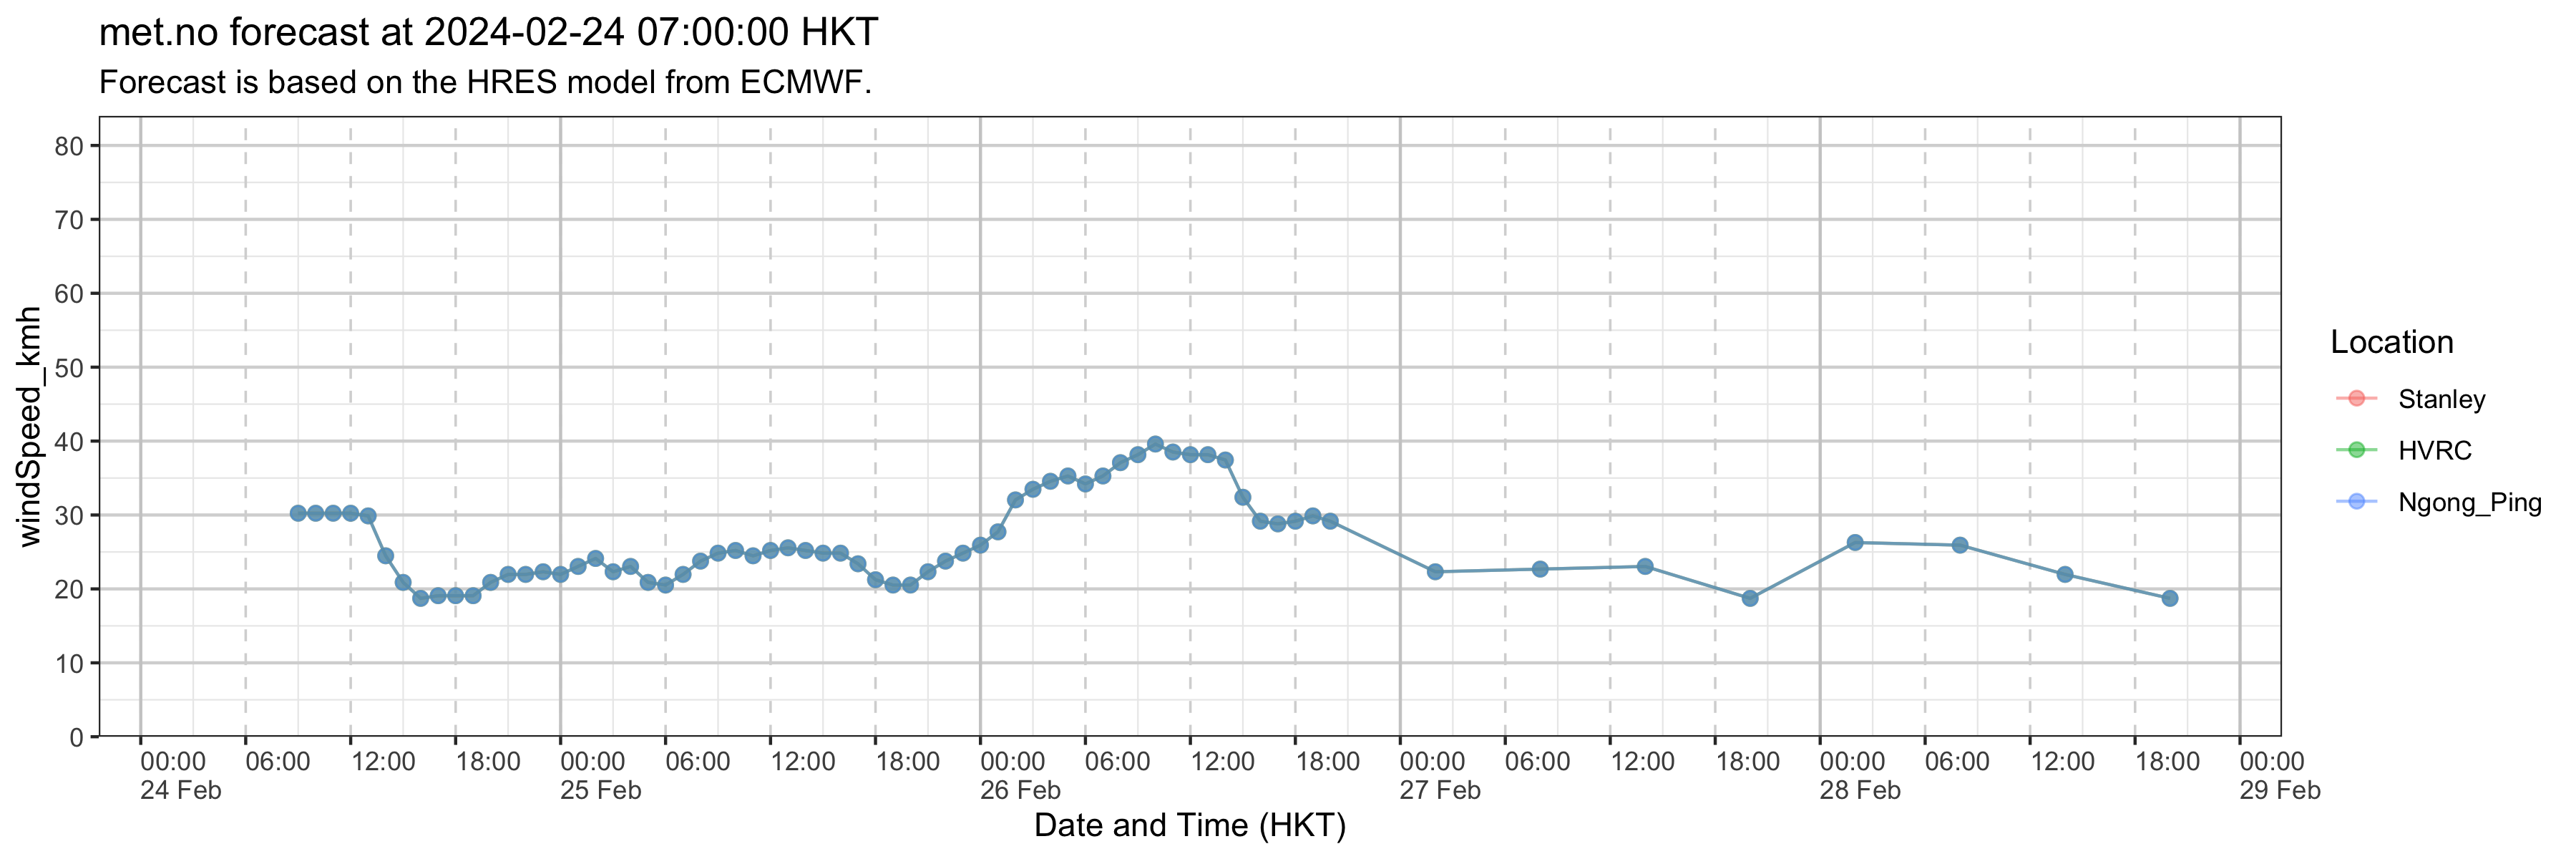 met.no forecast at 2024-02-24 07:00:00 HKT
Forecast is based on the HRES model from ECMWF.
windSpeed_kmh
80
70
60
50
40
30
20
10
0
00:00 06:00 12:00 18:00 00:00 06:00 12:00 18:00 00:00 06:00 12:00 18:00 00:00 06:00 12:00 18:00 00:00 06:00 12:00 18:00 00:00
24 Feb 25 Feb 26 Feb 27 Feb 28 Feb 29 Feb
Date and Time (HKT)
Location
Stanley
HVRC
Ngong_Ping